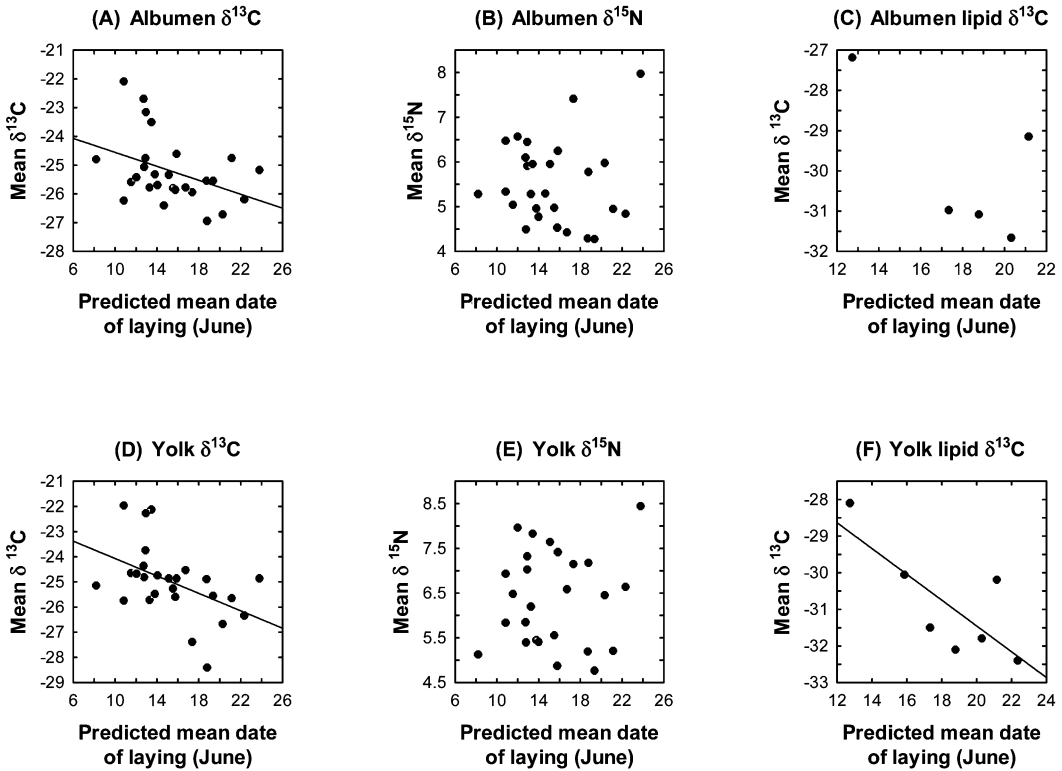 (A) Albumen δ13C
(B) Albumen δ15N
(C) Albumen lipid δ13C
-21
-22
-23
-24
-25
-26
-27
-28
Mean δ13C
6 10 14 18 22 26
Predicted mean date
of laying (June)
8
7
6
5
4
Mean δ15N
6 10 14 18 22 26
Predicted mean date
of laying (June)
-27
-28
-29
-30
-31
-32
Mean δ 13C
12 14 16 18 20 22
Predicted mean date
of laying (June)
(D) Yolk δ13C
(E) Yolk δ15N
(F) Yolk lipid δ13C
-21
-22
-23
-24
-25
-26
-27
-28
-29
Mean δ 13C
6 10 14 18 22 26
Predicted mean date
of laying (June)
8.5
7.5
6.5
5.5
4.5
Mean δ 15N
6 10 14 18 22 26
Predicted mean date
of laying (June)
-28
-29
-30
-31
-32
-33
Mean δ 13C
12 14 16 18 20 22 24
Predicted mean date
of laying (June)